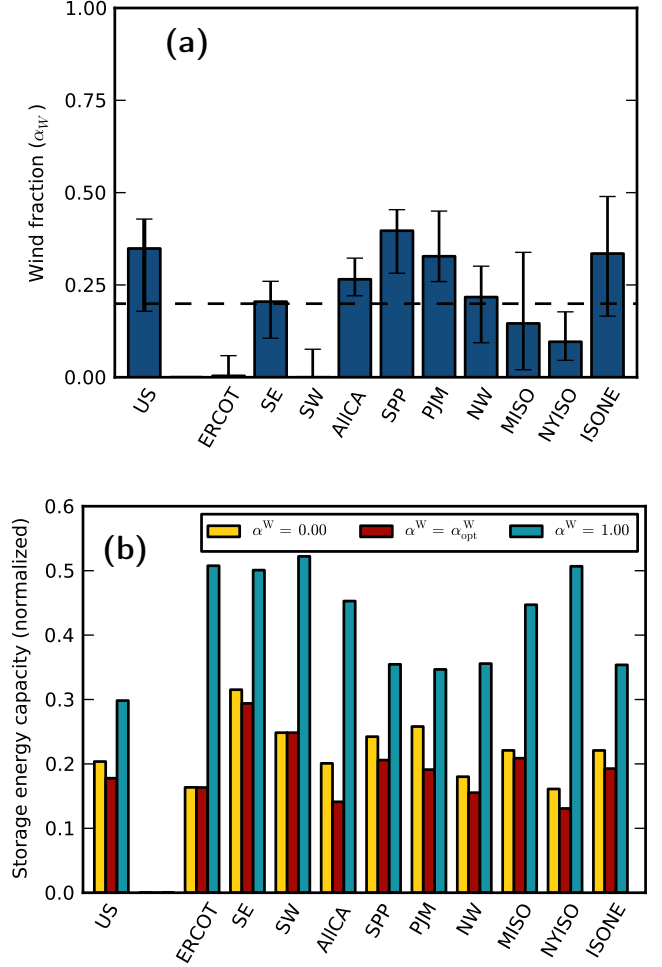 (a)
Wind fraction (α_W)
1.00
0.75
0.50
0.25
0.00
US
ERCOT
SE
SW
AllCA
SPP
PJM
NW
MISO
NYISO
ISONE
(b)
α^W = 0.00
α^W = α^W_opt
α^W = 1.00
Storage energy capacity (normalized)
0.6
0.5
0.4
0.3
0.2
0.1
0.0
US
ERCOT
SE
SW
AllCA
SPP
PJM
NW
MISO
NYISO
ISONE